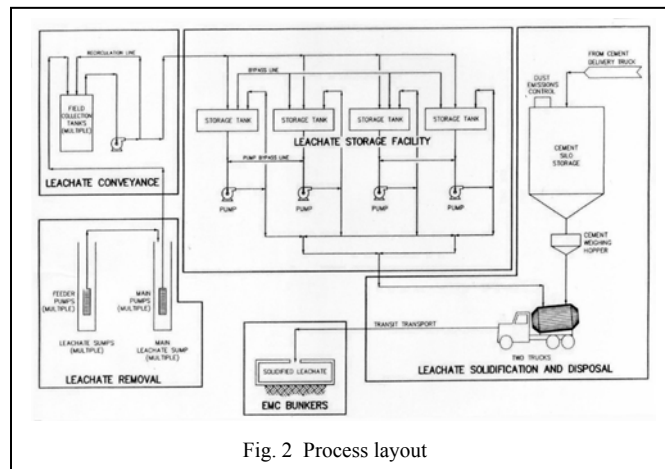 RECIRCULATION LINE
FIELD
COLLECTION
TANKS
(MULTIPLE)
LEACHATE CONVEYANCE
BYPASS LINE
STORAGE TANK
STORAGE TANK
STORAGE TANK
STORAGE TANK
LEACHATE STORAGE FACILITY
PUMP BYPASS LINE
PUMP
PUMP
PUMP
PUMP
FROM CEMENT
DELIVERY TRUCK
DUST
EMISSIONS
CONTROL
CEMENT
SILO
STORAGE
CEMENT
WEIGHING
HOPPER
FEEDER
PUMPS
(MULTIPLE)
MAIN
PUMPS
(MULTIPLE)
LEACHATE SUMPS
(MULTIPLE)
MAIN
LEACHATE SUMP
(MULTIPLE)
LEACHATE REMOVAL
TRANSIT TRANSPORT
SOLIDIFIED LEACHATE
EMC BUNKERS
TWO TRUCKS
LEACHATE SOLIDIFICATION AND DISPOSAL
Fig. 2 Process layout